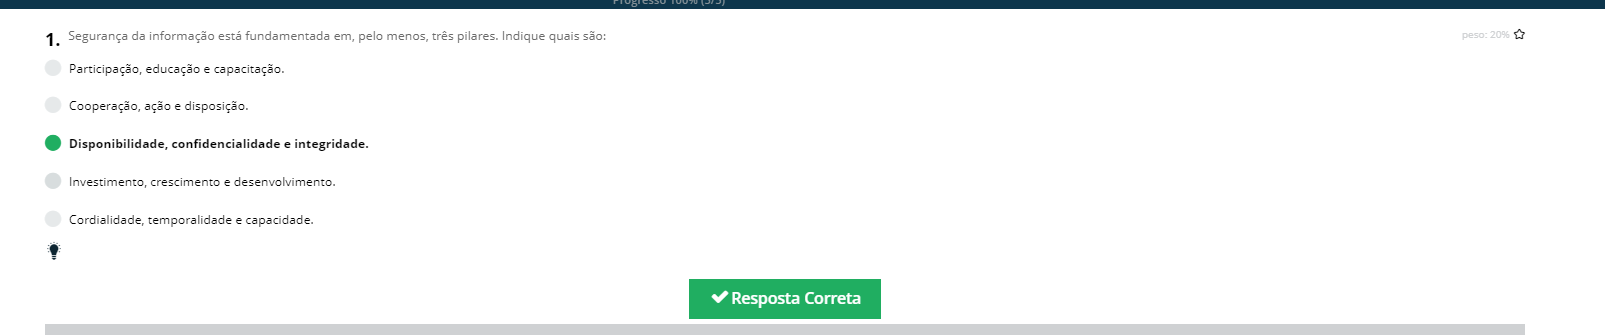 Progresso 100% (5/5)
1. Segurança da informação está fundamentada em, pelo menos, três pilares. Indique quais são:
peso: 20%
Participação, educação e capacitação.
Cooperação, ação e disposição.
Disponibilidade, confidencialidade e integridade.
Investimento, crescimento e desenvolvimento.
Cordialidade, temporalidade e capacidade.
Resposta Correta